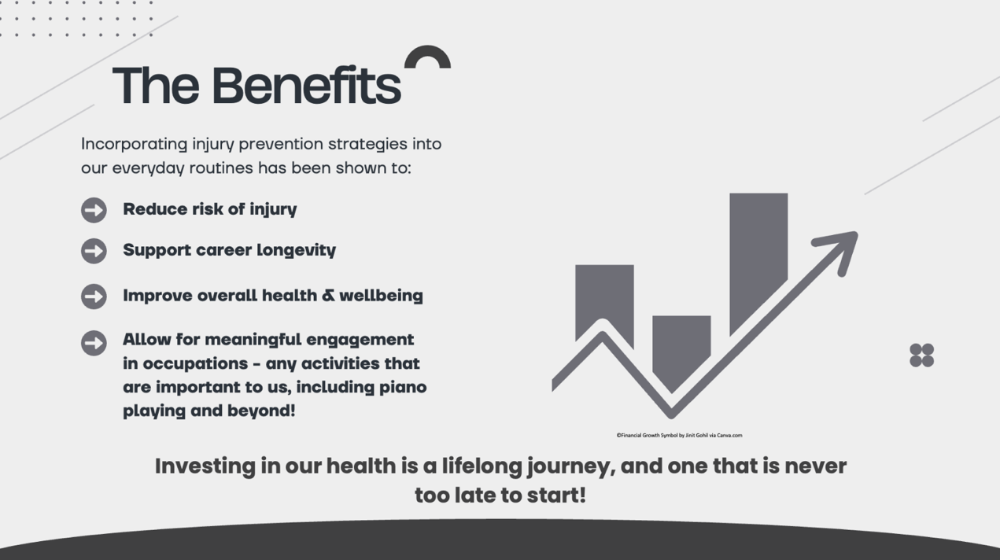 The Benefits
Incorporating injury prevention strategies into
our everyday routines has been shown to:
Reduce risk of injury
Support career longevity
Improve overall health & wellbeing
Allow for meaningful engagement
in occupations - any activities that
are important to us, including piano
playing and beyond!
©Financial Growth Symbol by Jinit Gohil via Canva.com
Investing in our health is a lifelong journey, and one that is never
too late to start!